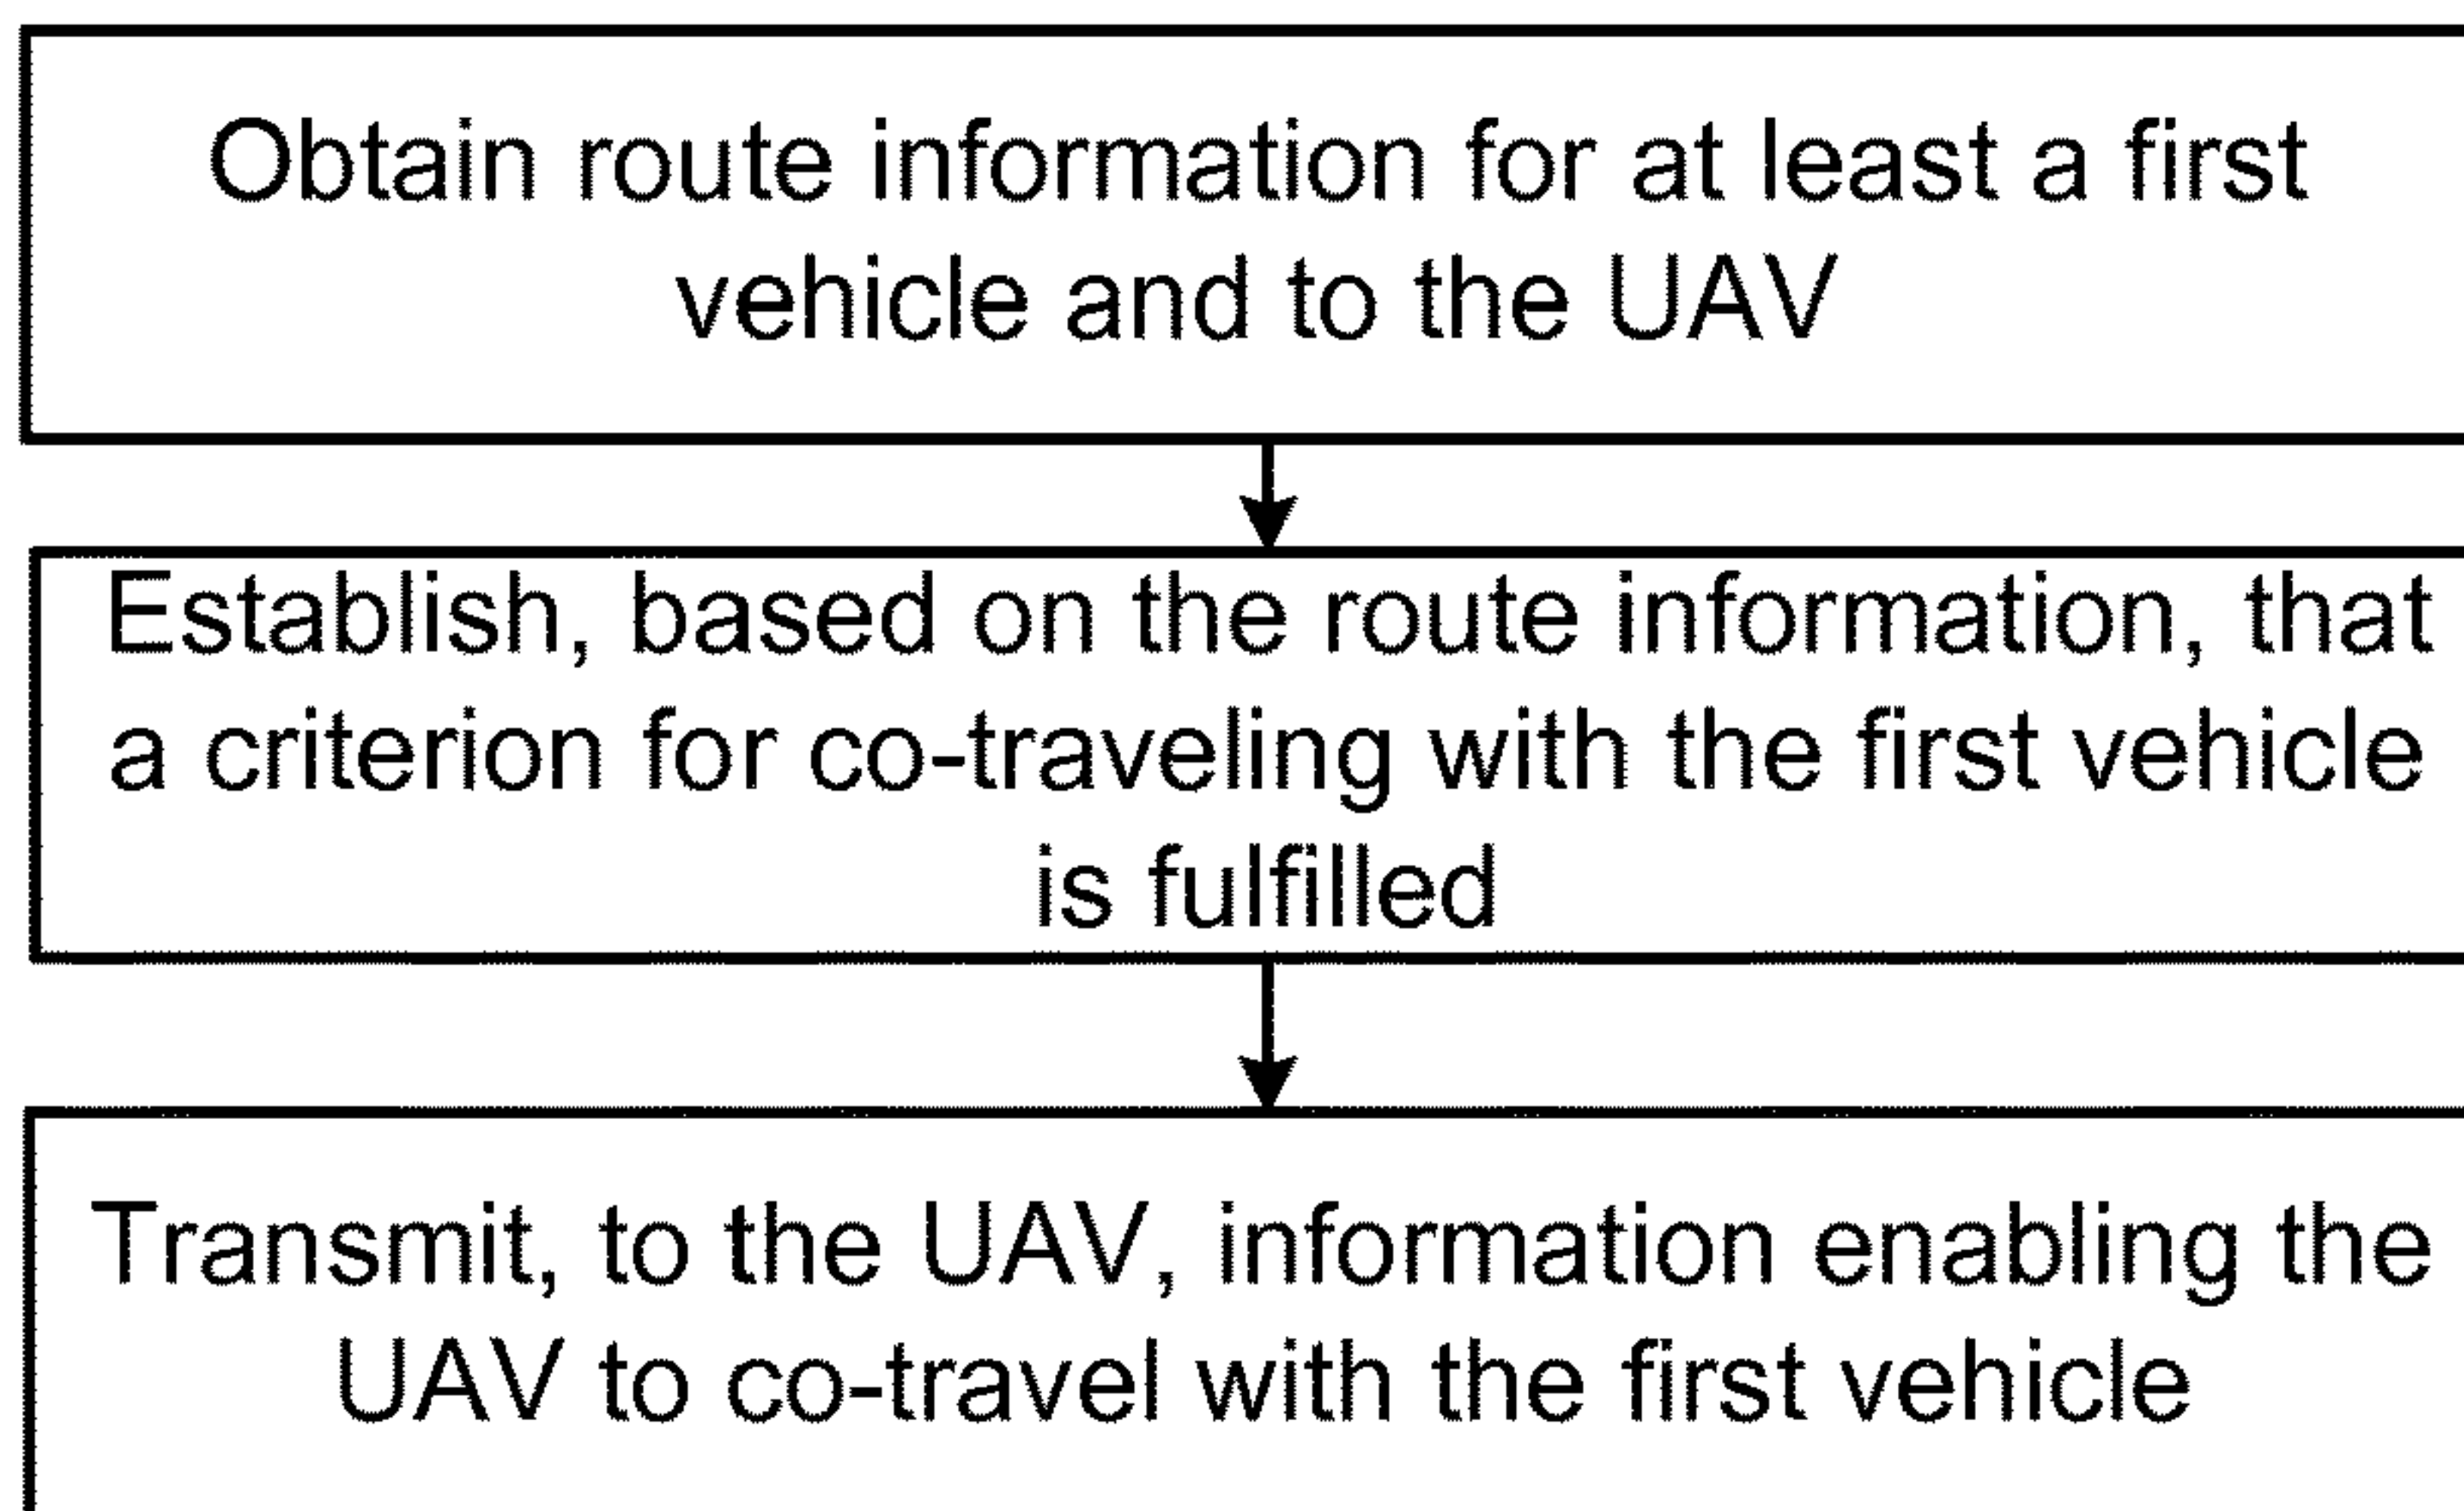 Obtain route information for at least a first
vehicle and to the UAV
Establish, based on the route information, that
a criterion for co-traveling with the first vehicle
is fulfilled
Transmit, to the UAV, information enabling the
UAV to co-travel with the first vehicle